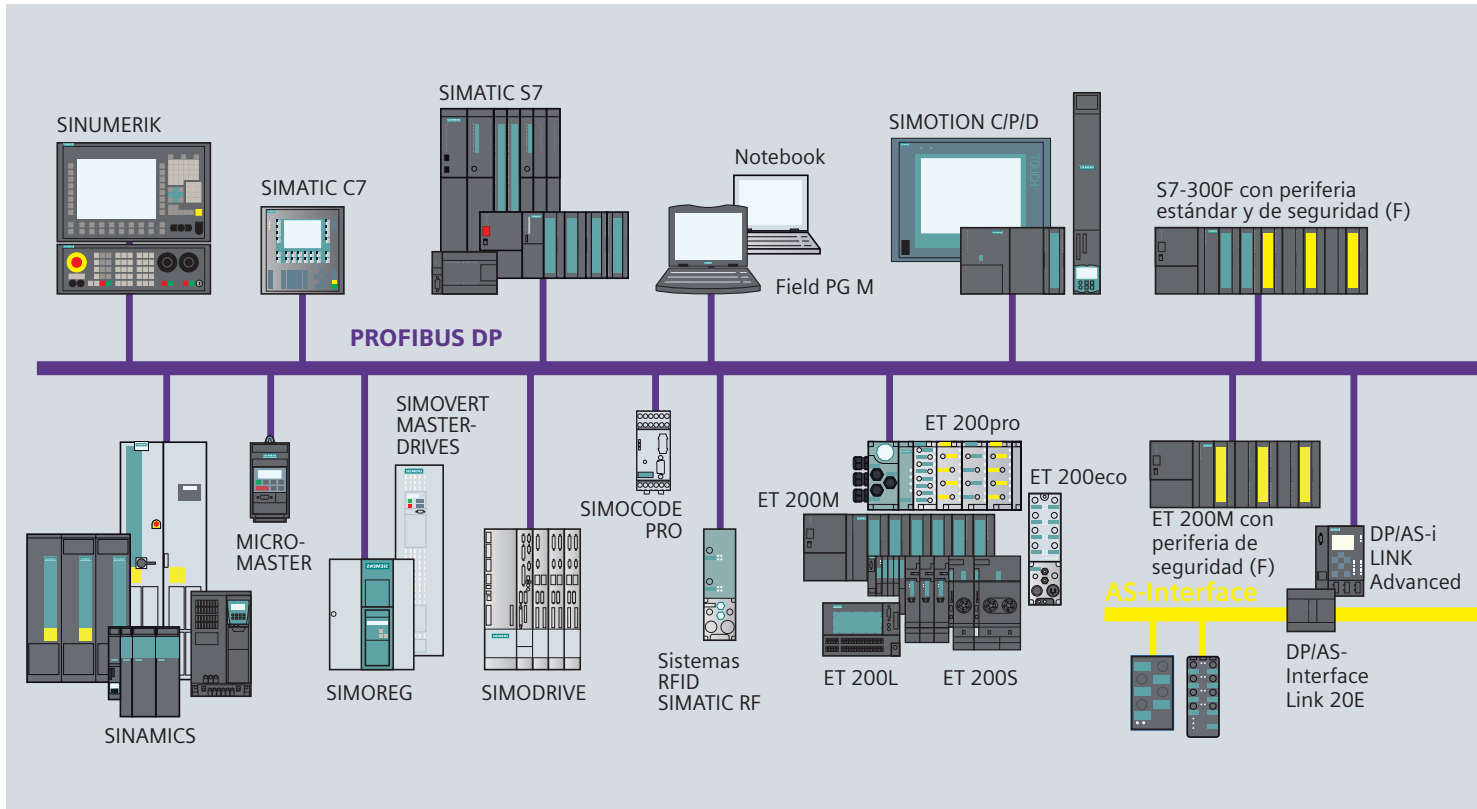 SIMATIC S7
SINUMERIK
SIMATIC C7
Notebook
Field PG M
SIMOTION C/P/D
TOUCH
S7-300F con periferia
estándar y de seguridad (F)
PROFIBUS DP
SINAMICS
MICRO-
MASTER
SIMOVERT
MASTER-
DRIVES
SIEMENS
SIMOREG
SIMODRIVE
SIMOCODE
PRO
Sistemas
RFID
SIMATIC RF
ET 200pro
ET 200M
ET 200eco
ET 200L
ET 200S
ET 200M con
periferia de
seguridad (F)
DP/AS-i
LINK
Advanced
AS-Interface
DP/AS-
Interface
Link 20E